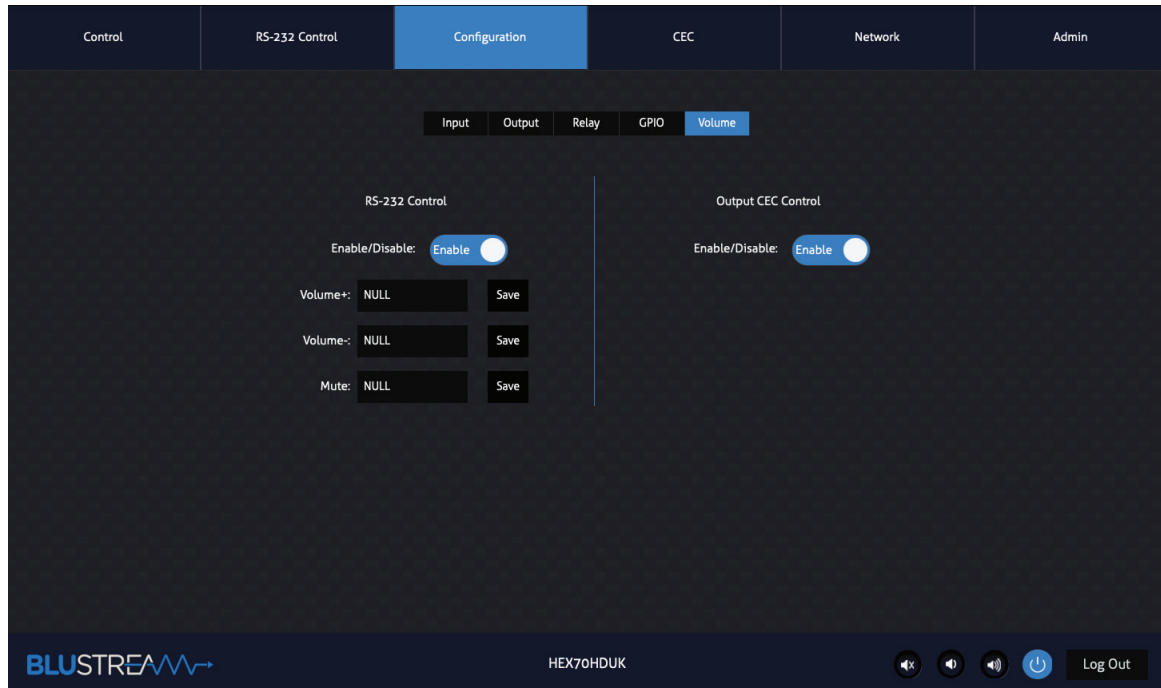 Control RS-232 Control Configuration CEC Network Admin
Input Output Relay GPIO Volume
RS-232 Control
Enable/Disable: Enable
Volume+: NULL Save
Volume-: NULL Save
Mute: NULL Save
Output CEC Control
Enable/Disable: Enable
BLUSTREAM
HEX70HDUK
Log Out